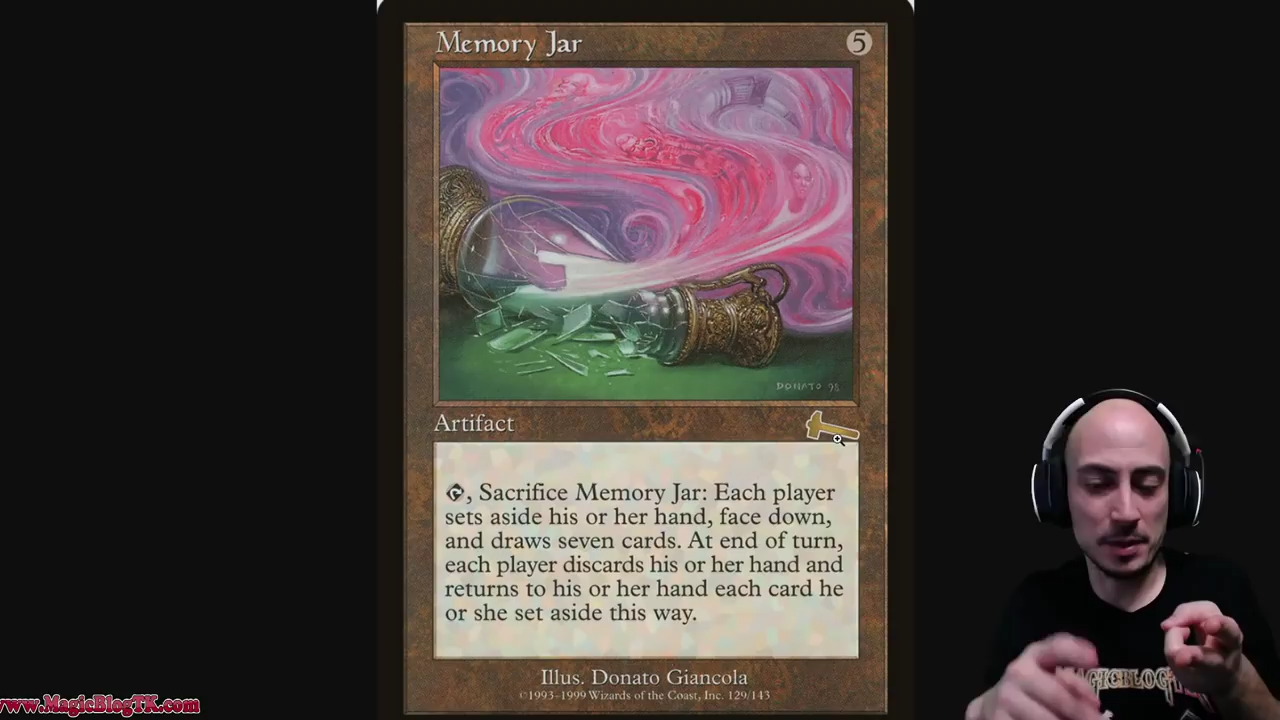 Memory Jar 5
DONATO 98
Artifact
, Sacrifice Memory Jar: Each player
sets aside his or her hand, face down,
and draws seven cards. At end of turn,
each player discards his or her hand and
returns to his or her hand each card he
or she set aside this way.
Illus. Donato Giancola
©1993-1999 Wizards of the Coast, Inc. 129/143
www.MagicBlogTK.com
MAGICBLOGTK